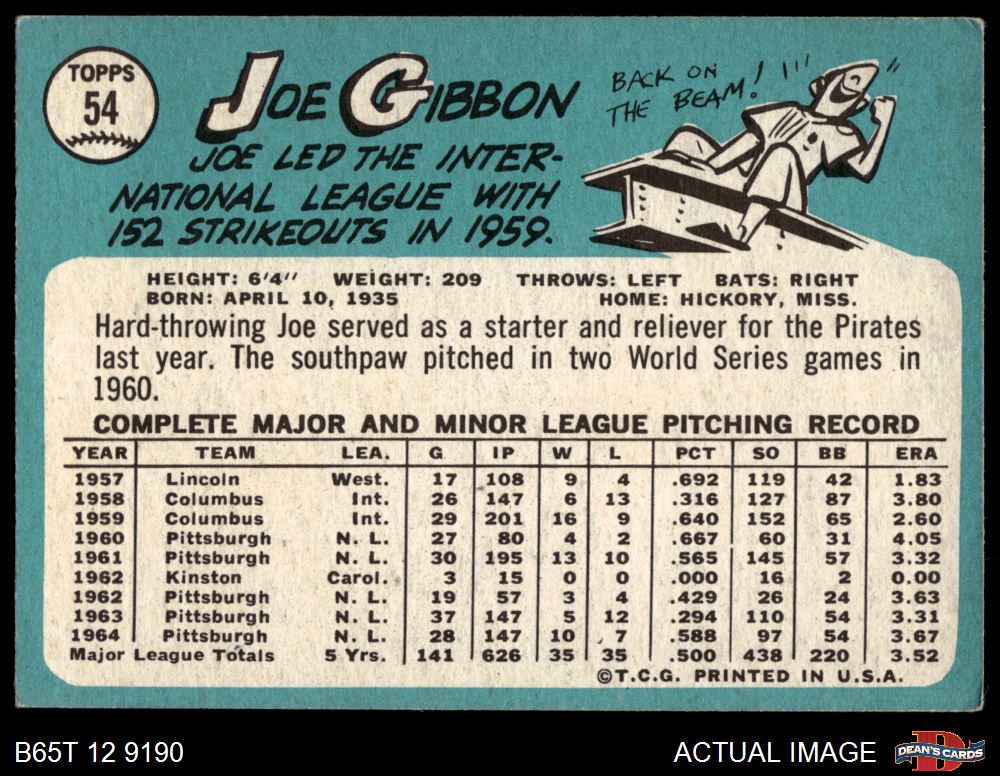 TOPPS
54
JOE GIBBON
BACK ON
THE BEAM!
JOE LED THE INTER-
NATIONAL LEAGUE WITH
152 STRIKEOUTS IN 1959.
HEIGHT: 6'4" WEIGHT: 209 THROWS: LEFT BATS: RIGHT
BORN: APRIL 10, 1935 HOME: HICKORY, MISS.
Hard-throwing Joe served as a starter and reliever for the Pirates
last year. The southpaw pitched in two World Series games in
1960.
COMPLETE MAJOR AND MINOR LEAGUE PITCHING RECORD
YEAR TEAM LEA. G IP W L PCT SO BB ERA
1957 Lincoln West. 17 108 9 4 .692 119 42 1.83
1958 Columbus Int. 26 147 6 13 .316 127 87 3.80
1959 Columbus Int. 29 201 16 9 .640 152 65 2.60
1960 Pittsburgh N. L. 27 80 4 2 .667 60 31 4.05
1961 Pittsburgh N. L. 30 195 13 10 .565 145 57 3.32
1962 Kinston Carol. 3 15 0 0 .000 16 2 0.00
1962 Pittsburgh N. L. 19 57 3 4 .429 26 24 3.63
1963 Pittsburgh N. L. 37 147 5 12 .294 110 54 3.31
1964 Pittsburgh N. L. 28 147 10 7 .588 97 54 3.67
Major League Totals 5 Yrs. 141 626 35 35 .500 438 220 3.52
©T.C.G. PRINTED IN U.S.A.
B65T 12 9190 ACTUAL IMAGE
D
DEAN'S CARDS